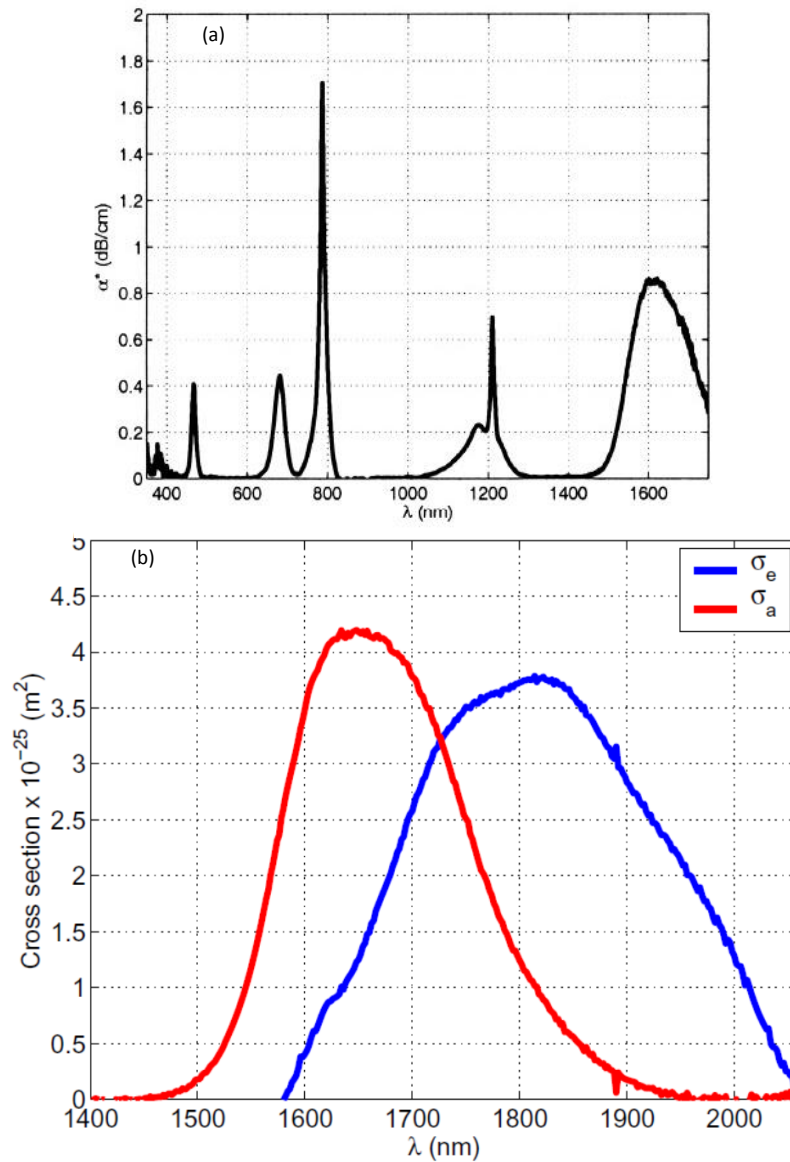 (a)
2
1.8
1.6
1.4
1.2
1
0.8
0.6
0.4
0.2
0
α* (dB/cm)
400 600 800 1000 1200 1400 1600
λ (nm)
(b)
5
4.5
4
3.5
3
2.5
2
1.5
1
0.5
0
Cross section x 10⁻²⁵ (m²)
σₑ
σₐ
1400 1500 1600 1700 1800 1900 2000
λ (nm)